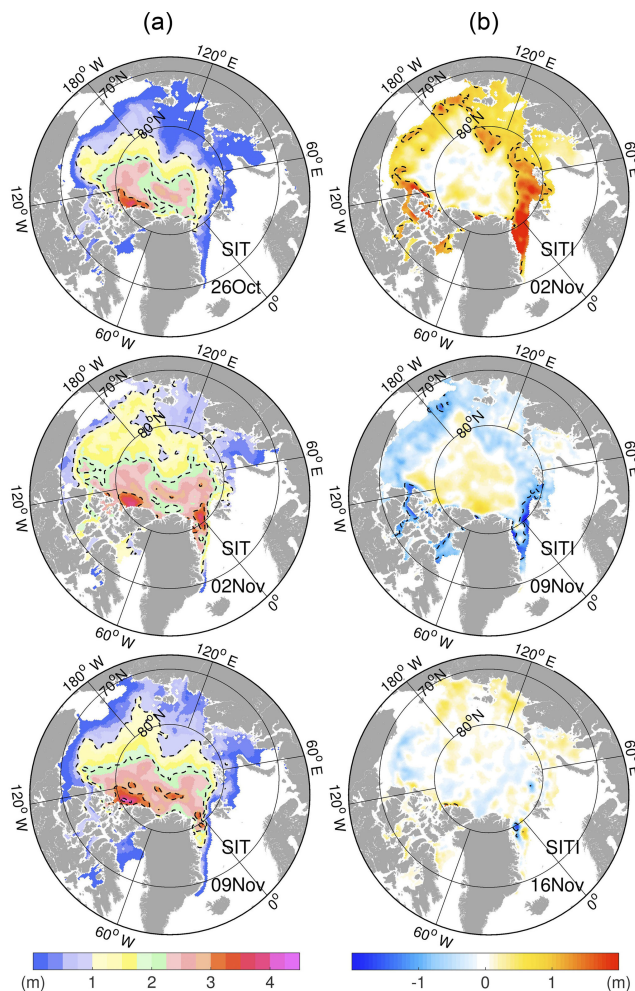 (a) (b)
180° W 120° E 70°N 80°N 60° E 120° W SIT 26Oct 0° 60° W
180° W 120° E 70°N 80°N 60° E 120° W SITI 02Nov 0° 60° W
180° W 120° E 70°N 80°N 60° E 120° W SIT 02Nov 0° 60° W
180° W 120° E 70°N 80°N 60° E 120° W SITI 09Nov 0° 60° W
180° W 120° E 70°N 80°N 60° E 120° W SIT 09Nov 0° 60° W
180° W 120° E 70°N 80°N 60° E 120° W SITI 16Nov 0° 60° W
(m) 1 2 3 4
-1 0 1 (m)